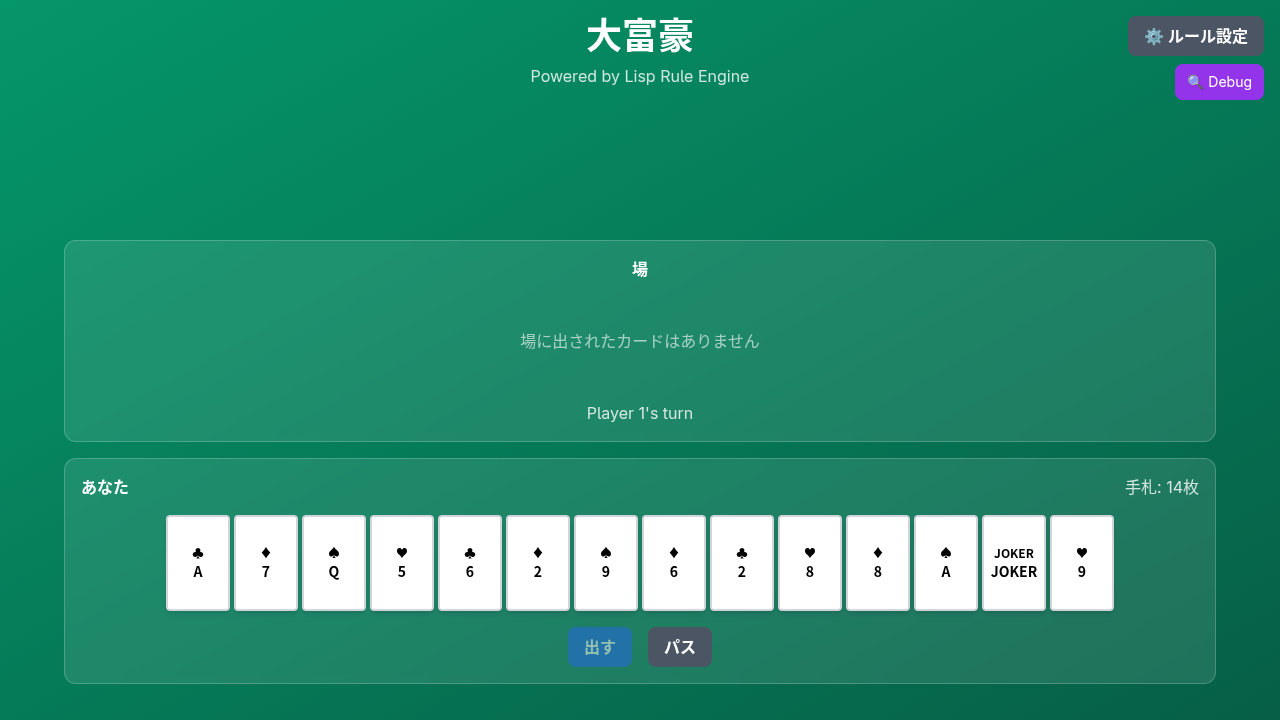 大富豪
Powered by Lisp Rule Engine
⚙️ ルール設定
🔍 Debug
場
場に出されたカードはありません
Player 1's turn
あなた
手札: 14枚
♣
A
♦
7
♠
Q
♥
5
♣
6
♦
2
♠
9
♦
6
♣
2
♥
8
♦
8
♠
A
JOKER
JOKER
♥
9
出す
パス